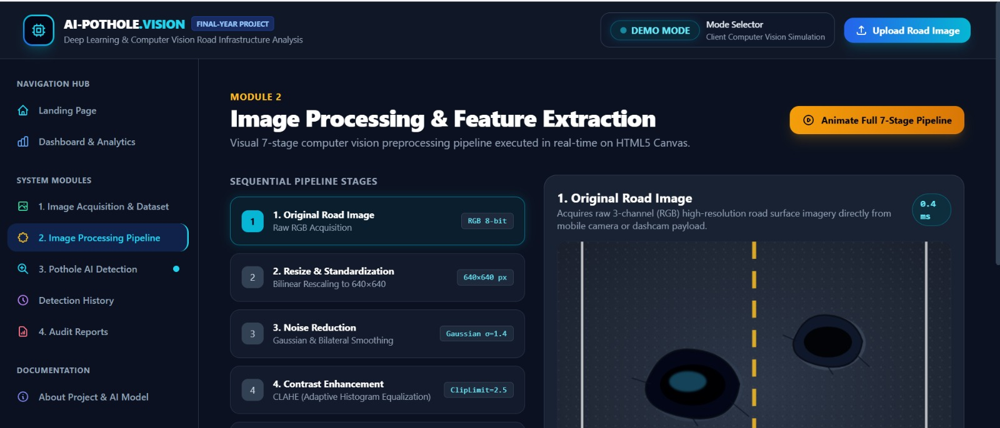 AI-POTHOLE.VISION
FINAL-YEAR PROJECT
Deep Learning & Computer Vision Road Infrastructure Analysis
DEMO MODE
Mode Selector
Client Computer Vision Simulation
Upload Road Image
NAVIGATION HUB
Landing Page
Dashboard & Analytics
SYSTEM MODULES
1. Image Acquisition & Dataset
2. Image Processing Pipeline
3. Pothole AI Detection
Detection History
4. Audit Reports
DOCUMENTATION
About Project & AI Model
MODULE 2
Image Processing & Feature Extraction
Visual 7-stage computer vision preprocessing pipeline executed in real-time on HTML5 Canvas.
Animate Full 7-Stage Pipeline
SEQUENTIAL PIPELINE STAGES
1
1. Original Road Image
Raw RGB Acquisition
RGB 8-bit
2
2. Resize & Standardization
Bilinear Rescaling to 640×640
640×640 px
3
3. Noise Reduction
Gaussian & Bilateral Smoothing
Gaussian σ=1.4
4
4. Contrast Enhancement
CLAHE (Adaptive Histogram Equalization)
ClipLimit=2.5
1. Original Road Image
Acquires raw 3-channel (RGB) high-resolution road surface imagery directly from
mobile camera or dashcam payload.
0.4
ms